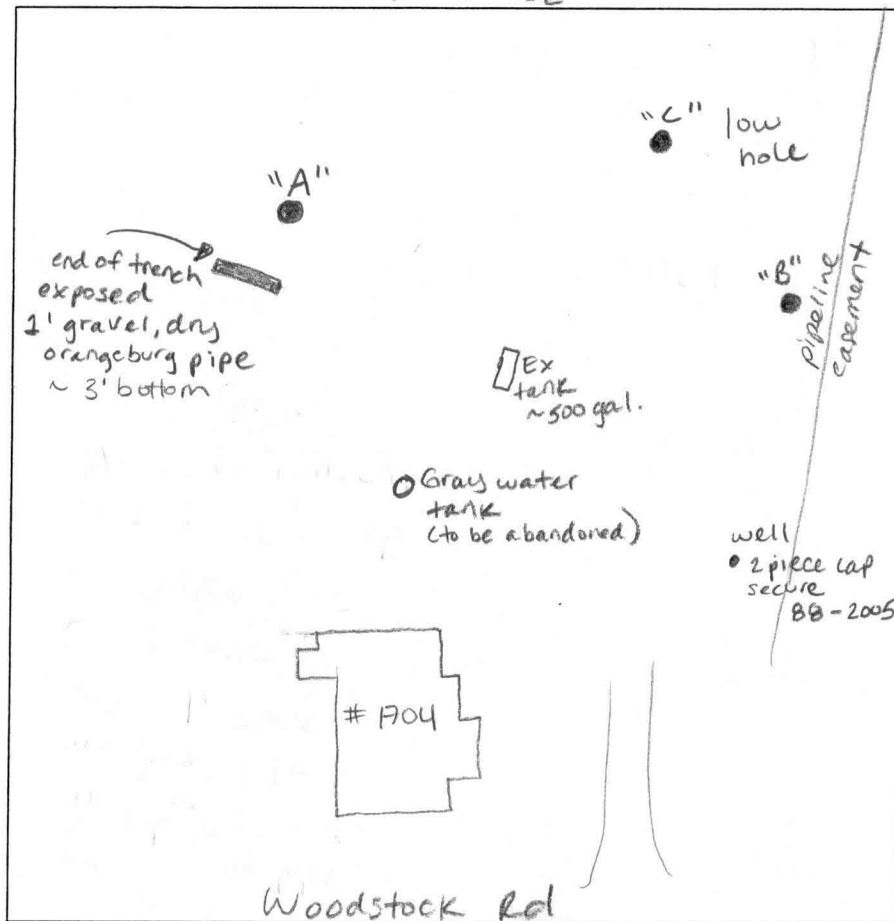 "C" low
hole
"A"
end of trench
exposed
1' gravel, dry
orangeburg pipe
~ 3' bottom
"B"
Pipeline
easement
Ex
tank
~500 gal.
Gray water
tank
(to be abandoned)
well
2 piece cap
secure
88-2005
# 1704
Woodstock Rd